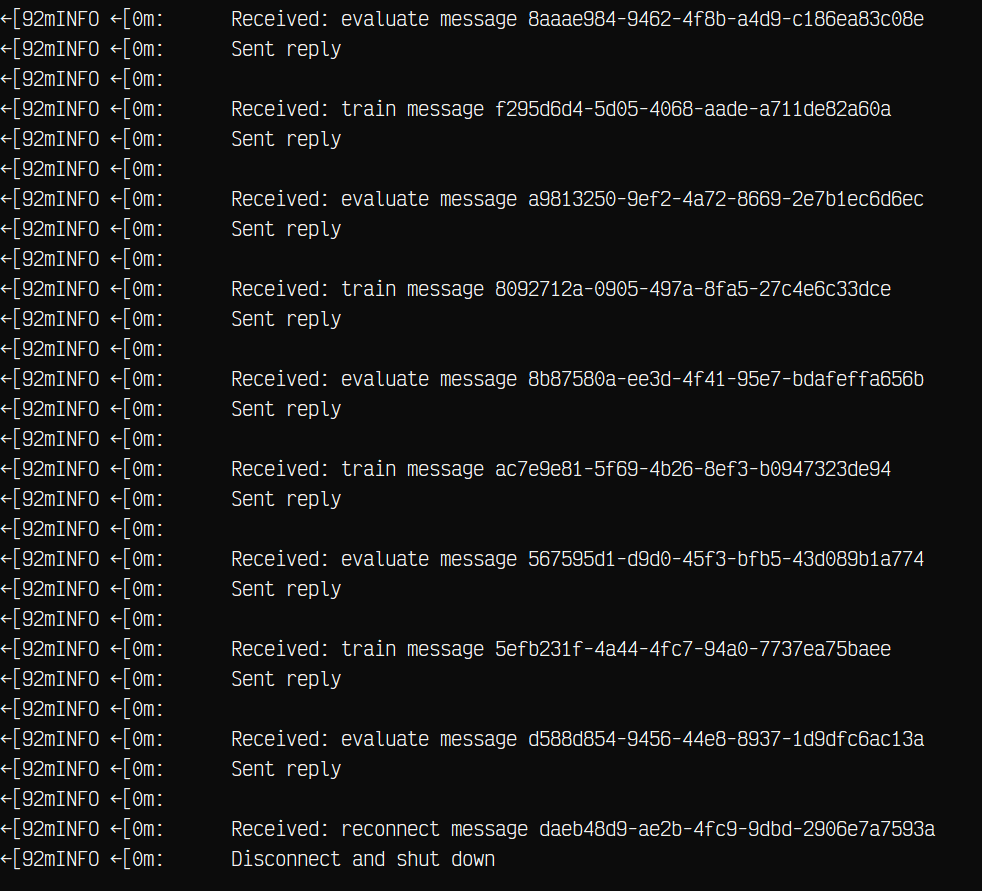 ←[92mINFO ←[0m:      Received: evaluate message 8aaae984-9462-4f8b-a4d9-c186ea83c08e
←[92mINFO ←[0m:      Sent reply
←[92mINFO ←[0m:
←[92mINFO ←[0m:      Received: train message f295d6d4-5d05-4068-aade-a711de82a60a
←[92mINFO ←[0m:      Sent reply
←[92mINFO ←[0m:
←[92mINFO ←[0m:      Received: evaluate message a9813250-9ef2-4a72-8669-2e7b1ec6d6ec
←[92mINFO ←[0m:      Sent reply
←[92mINFO ←[0m:
←[92mINFO ←[0m:      Received: train message 8092712a-0905-497a-8fa5-27c4e6c33dce
←[92mINFO ←[0m:      Sent reply
←[92mINFO ←[0m:
←[92mINFO ←[0m:      Received: evaluate message 8b87580a-ee3d-4f41-95e7-bdafeffa656b
←[92mINFO ←[0m:      Sent reply
←[92mINFO ←[0m:
←[92mINFO ←[0m:      Received: train message ac7e9e81-5f69-4b26-8ef3-b0947323de94
←[92mINFO ←[0m:      Sent reply
←[92mINFO ←[0m:
←[92mINFO ←[0m:      Received: evaluate message 567595d1-d9d0-45f3-bfb5-43d089b1a774
←[92mINFO ←[0m:      Sent reply
←[92mINFO ←[0m:
←[92mINFO ←[0m:      Received: train message 5efb231f-4a44-4fc7-94a0-7737ea75baee
←[92mINFO ←[0m:      Sent reply
←[92mINFO ←[0m:
←[92mINFO ←[0m:      Received: evaluate message d588d854-9456-44e8-8937-1d9dfc6ac13a
←[92mINFO ←[0m:      Sent reply
←[92mINFO ←[0m:
←[92mINFO ←[0m:      Received: reconnect message daeb48d9-ae2b-4fc9-9dbd-2906e7a7593a
←[92mINFO ←[0m:      Disconnect and shut down